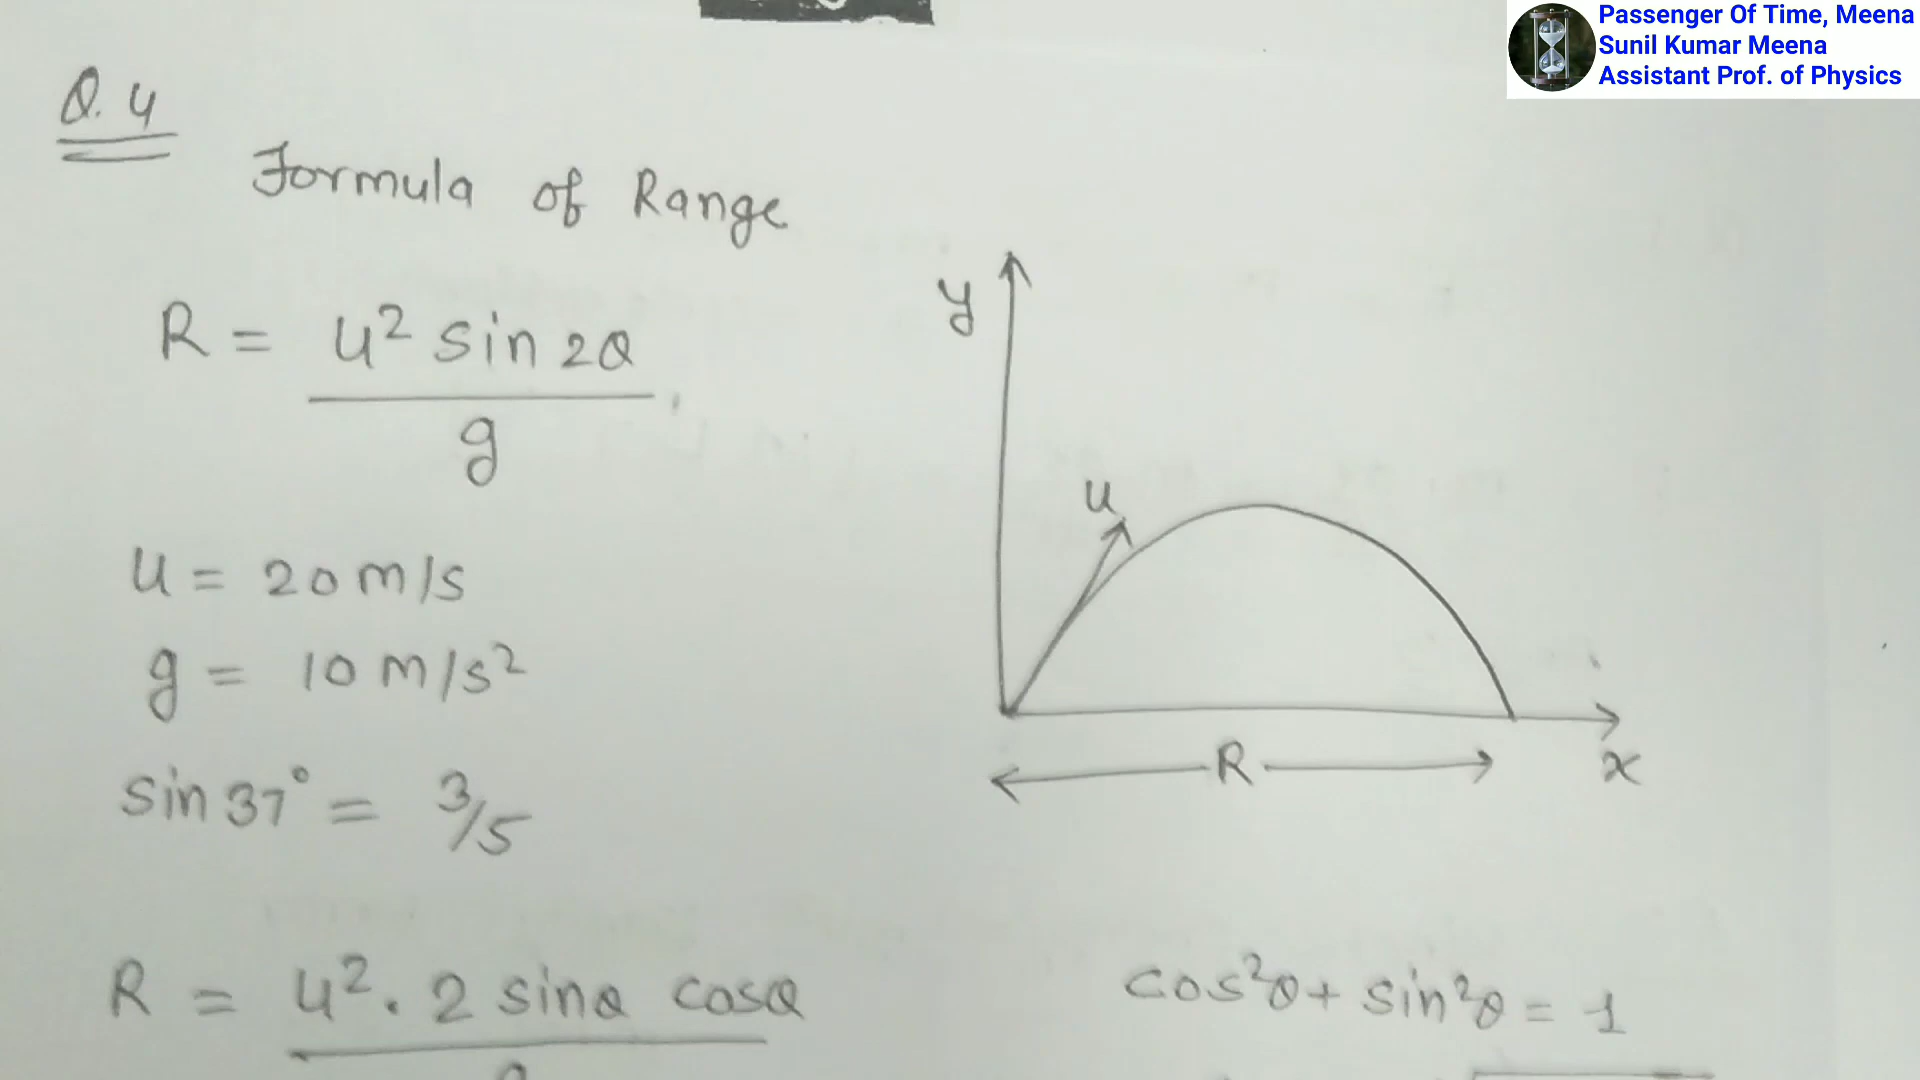 Passenger Of Time, Meena
Sunil Kumar Meena
Assistant Prof. of Physics
Q. 4
Formula of Range
R = u² sin 2θ
g
y
u
u = 20 m/s
g = 10 m/s²
sin 37° = 3/5
R
x
R = u² . 2 sinθ cosθ
cos²θ + sin²θ = 1